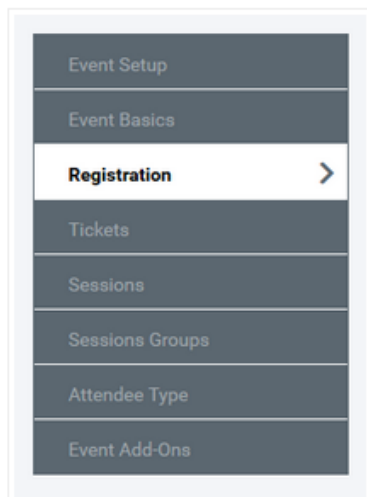 Event Setup
Event Basics
Registration
Tickets
Sessions
Sessions Groups
Attendee Type
Event Add-Ons